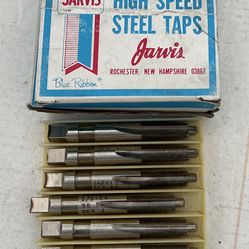 JARVIS
HIGH SPEED
STEEL TAPS
Jarvis
Blue Ribbon
ROCHESTER, NEW HAMPSHIRE 03867